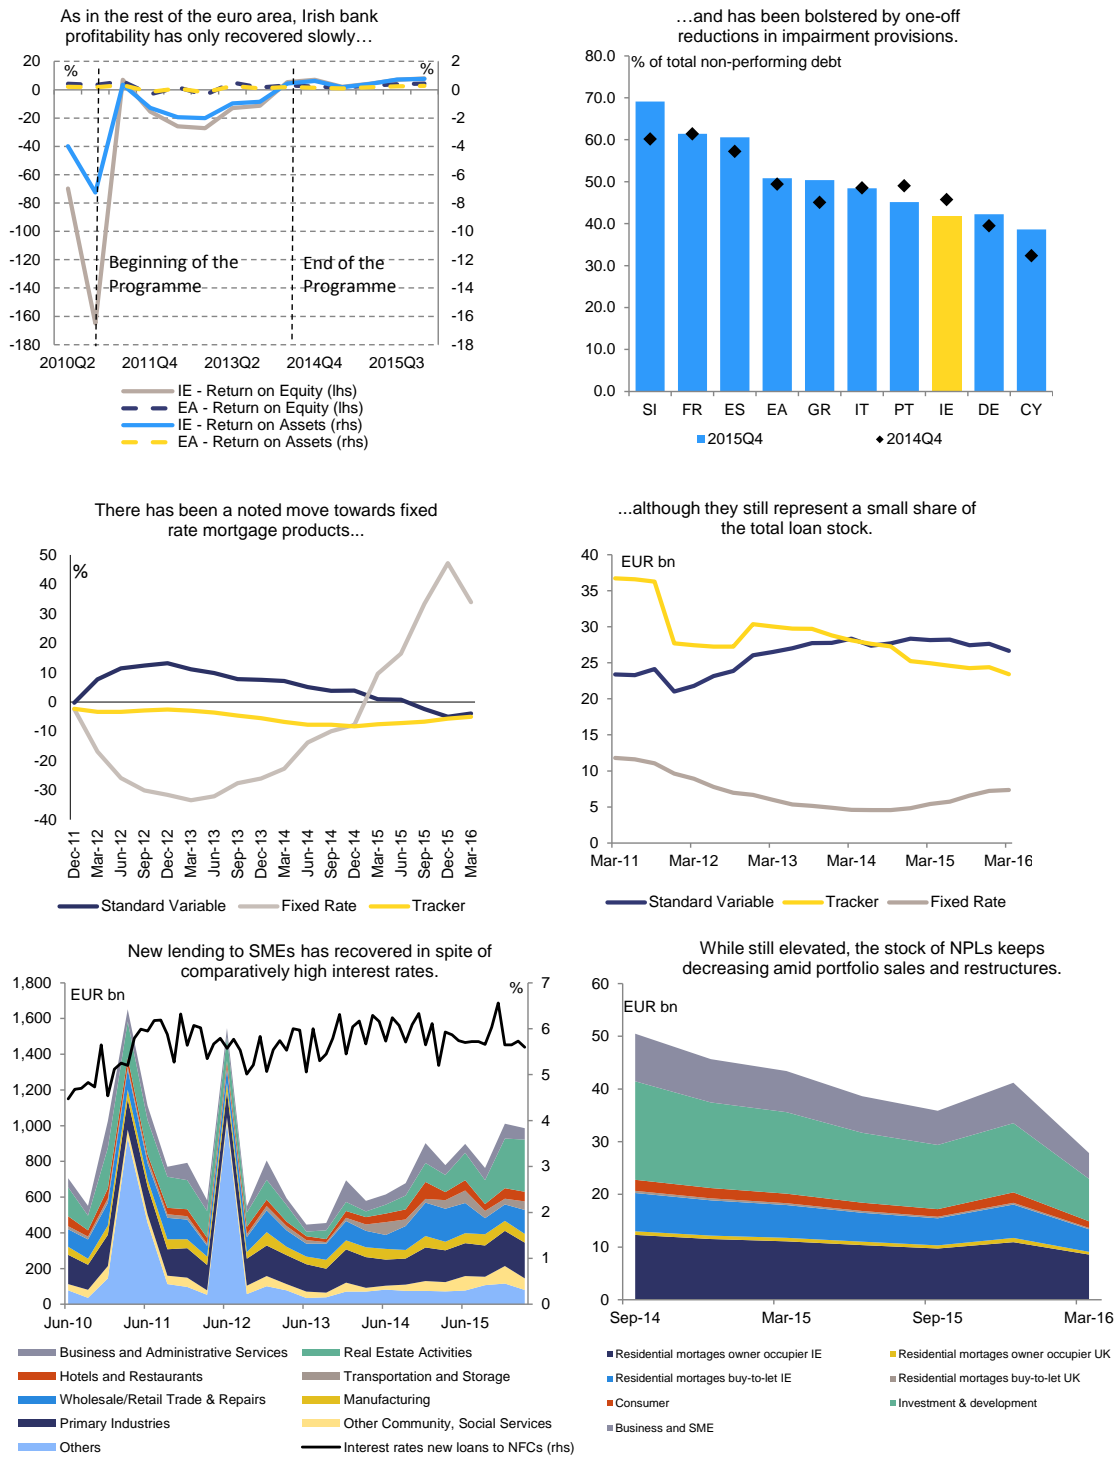 As in the rest of the euro area, Irish bank
profitability has only recovered slowly…
20
0
-20
-40
-60
-80
-100
-120
-140
-160
-180
%
%
2
0
-2
-4
-6
-8
-10
-12
-14
-16
-18
Beginning of the
Programme
End of the
Programme
2010Q2 2011Q4 2013Q2 2014Q4 2015Q3
IE - Return on Equity (lhs)
EA - Return on Equity (lhs)
IE - Return on Assets (rhs)
EA - Return on Assets (rhs)
…and has been bolstered by one-off
reductions in impairment provisions.
80.0
70.0
60.0
50.0
40.0
30.0
20.0
10.0
0.0
% of total non-performing debt
SI FR ES EA GR IT PT IE DE CY
2015Q4 2014Q4
There has been a noted move towards fixed
rate mortgage products...
50
40
30
20
10
0
-10
-20
-30
-40
%
Dec-11 Mar-12 Jun-12 Sep-12 Dec-12 Mar-13 Jun-13 Sep-13 Dec-13 Mar-14 Jun-14 Sep-14 Dec-14 Mar-15 Jun-15 Sep-15 Dec-15 Mar-16
Standard Variable Fixed Rate Tracker
...although they still represent a small share of
the total loan stock.
40
35
30
25
20
15
10
5
0
EUR bn
Mar-11 Mar-12 Mar-13 Mar-14 Mar-15 Mar-16
Standard Variable Tracker Fixed Rate
New lending to SMEs has recovered in spite of
comparatively high interest rates.
1,800
1,600
1,400
1,200
1,000
800
600
400
200
0
EUR bn
%
7
6
5
4
3
2
1
0
Jun-10 Jun-11 Jun-12 Jun-13 Jun-14 Jun-15
Business and Administrative Services Real Estate Activities
Hotels and Restaurants Transportation and Storage
Wholesale/Retail Trade & Repairs Manufacturing
Primary Industries Other Community, Social Services
Others Interest rates new loans to NFCs (rhs)
While still elevated, the stock of NPLs keeps
decreasing amid portfolio sales and restructures.
60
50
40
30
20
10
0
EUR bn
Sep-14 Mar-15 Sep-15 Mar-16
Residential mortages owner occupier IE Residential mortages owner occupier UK
Residential mortages buy-to-let IE Residential mortages buy-to-let UK
Consumer Investment & development
Business and SME